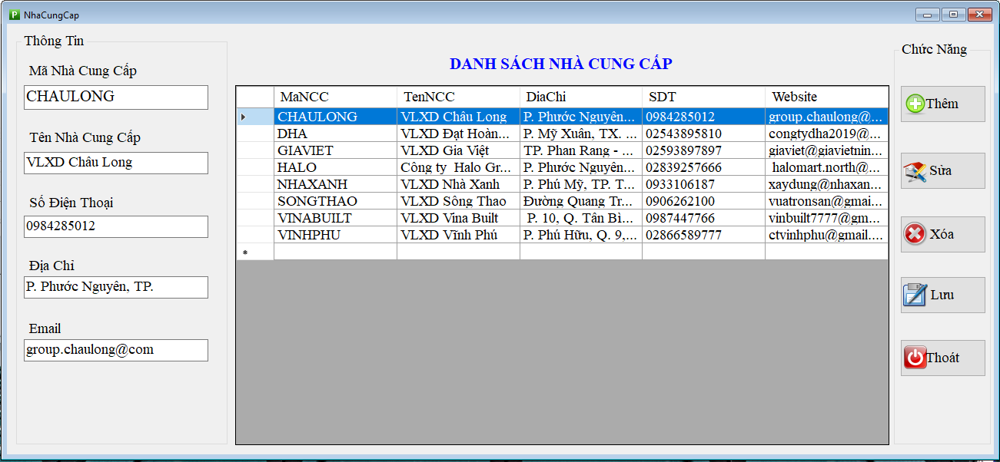 NhaCungCap
Thông Tin
Mã Nhà Cung Cấp
CHAULONG
Tên Nhà Cung Cấp
VLXD Châu Long
Số Điện Thoại
0984285012
Địa Chỉ
P. Phước Nguyên, TP.
Email
group.chaulong@com
DANH SÁCH NHÀ CUNG CẤP
MaNCC TenNCC DiaChi SDT Website
CHAULONG VLXD Châu Long P. Phước Nguyên... 0984285012 group.chaulong@...
DHA VLXD Đạt Hoàn... P. Mỹ Xuân, TX. ... 02543895810 congtydha2019@...
GIAVIET VLXD Gia Việt TP. Phan Rang - ... 02593897897 giaviet@giavietnin...
HALO Công ty Halo Gr... P. Phước Nguyên... 02839257666 halomart.north@...
NHAXANH VLXD Nhà Xanh P. Phú Mỹ, TP. T... 0933106187 xaydung@nhaxan...
SONGTHAO VLXD Sông Thao Đường Quang Tr... 0906262100 vuatronsan@gmai...
VINABUILT VLXD Vina Built P. 10, Q. Tân Bì... 0987447766 vinbuilt7777@gm...
VINHPHU VLXD Vĩnh Phú P. Phú Hữu, Q. 9,... 02866589777 ctvinhphu@gmail....
Chức Năng
Thêm
Sửa
Xóa
Lưu
Thoát